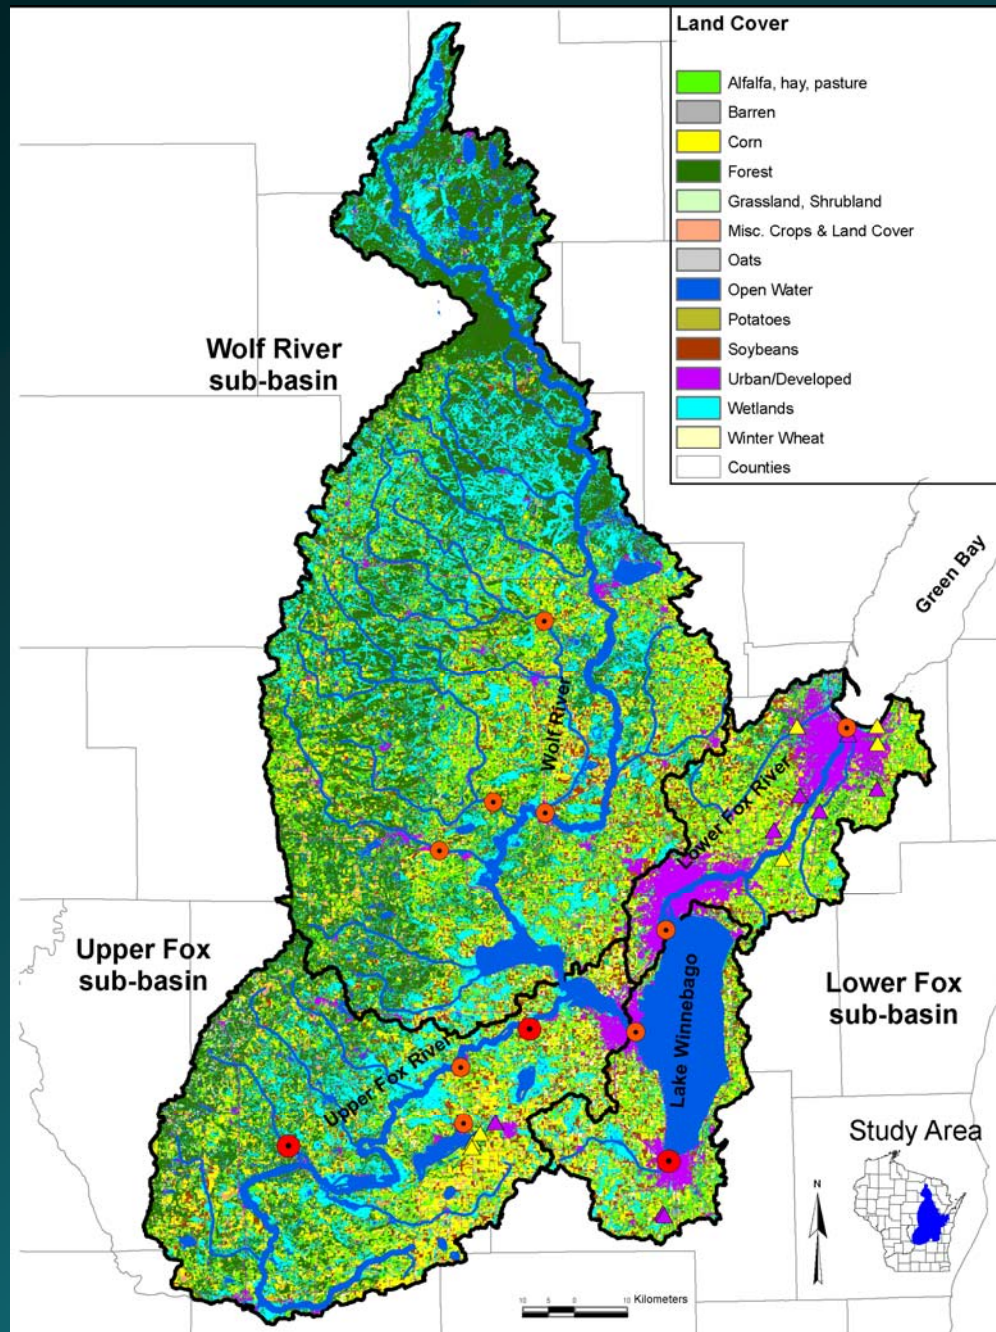 Land Cover
Alfalfa, hay, pasture
Barren
Corn
Forest
Grassland, Shrubland
Misc. Crops & Land Cover
Oats
Open Water
Potatoes
Soybeans
Urban/Developed
Wetlands
Winter Wheat
Counties
Wolf River
sub-basin
Green Bay
Wolf River
Lower Fox River
Upper Fox
sub-basin
Lake Winnebago
Lower Fox
sub-basin
Upper Fox River
Study Area
N
10 5 0 10 Kilometers